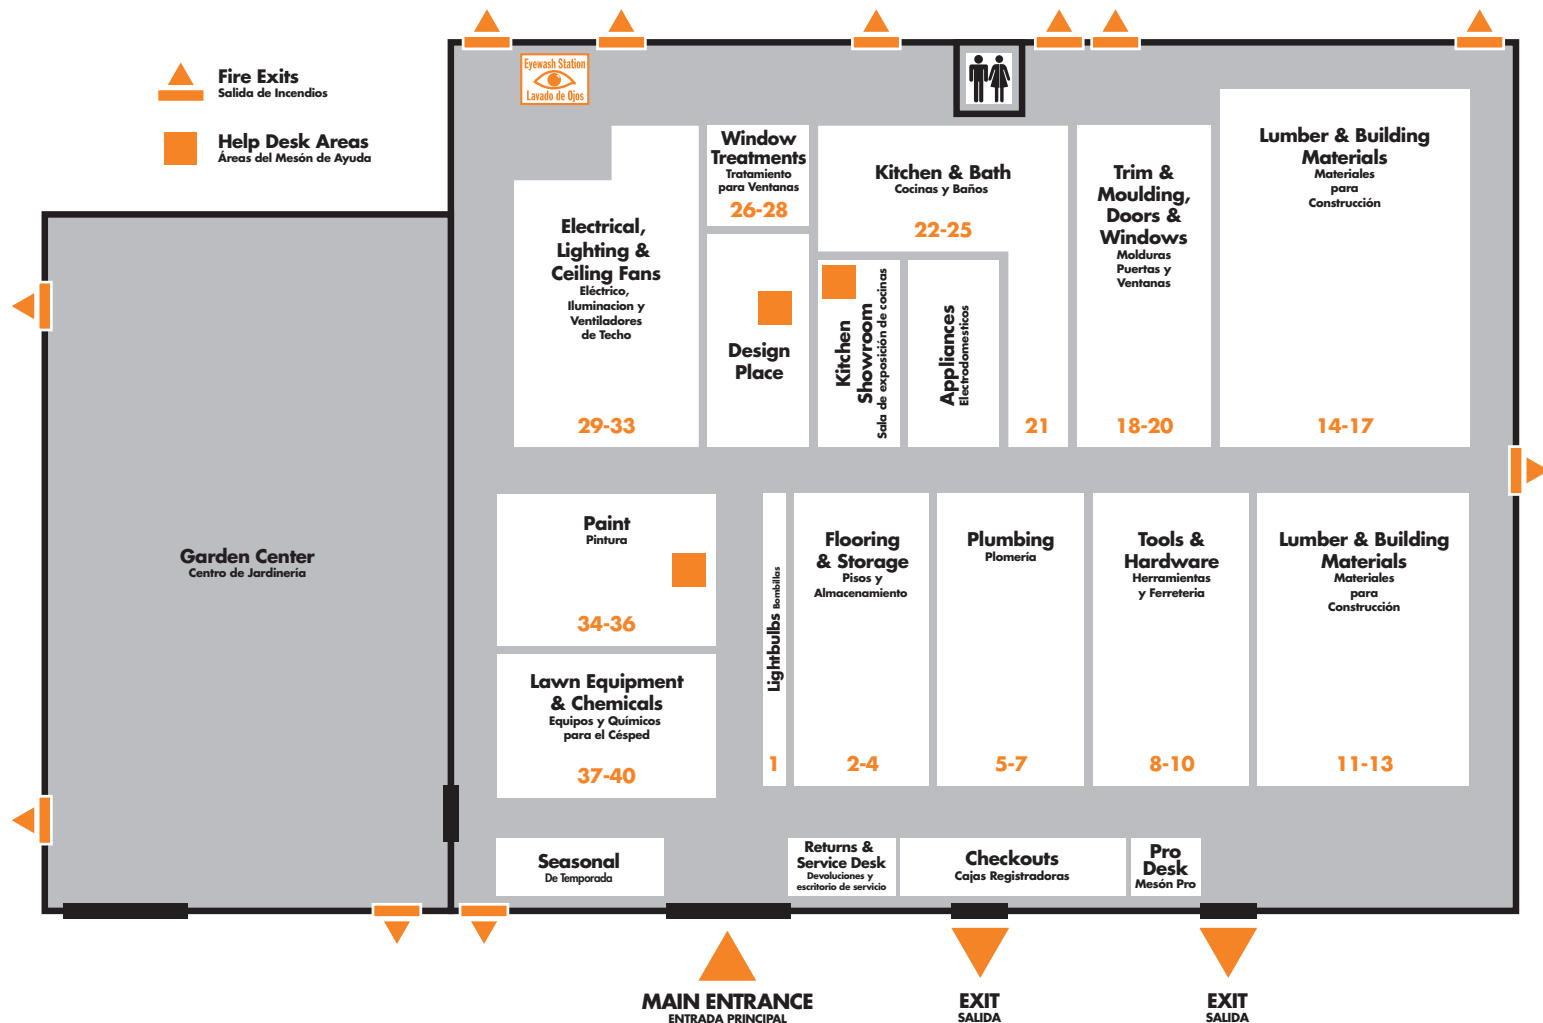 Fire Exits
Salida de Incendios
Help Desk Areas
Áreas del Mesón de Ayuda
Eyewash Station
Lavado de Ojos
Electrical,
Lighting &
Ceiling Fans
Eléctrico,
Iluminacion y
Ventiladores
de Techo
29-33
Window
Treatments
Tratamiento
para Ventanas
26-28
Design
Place
Kitchen & Bath
Cocinas y Baños
22-25
Kitchen
Showroom
Sala de exposición de cocinas
Appliances
Electrodomesticos
21
Trim &
Moulding,
Doors &
Windows
Molduras
Puertas y
Ventanas
18-20
Lumber & Building
Materials
Materiales
para
Construcción
14-17
Garden Center
Centro de Jardinería
Paint
Pintura
34-36
Lawn Equipment
& Chemicals
Equipos y Químicos
para el Césped
37-40
Lightbulbs Bombillas
1
Flooring
& Storage
Pisos y
Almacenamiento
2-4
Plumbing
Plomería
5-7
Tools &
Hardware
Herramientas
y Ferreteria
8-10
Lumber & Building
Materials
Materiales
para
Construcción
11-13
Seasonal
De Temporada
Returns &
Service Desk
Devoluciones y
escritorio de servicio
Checkouts
Cajas Registradoras
Pro
Desk
Mesón Pro
MAIN ENTRANCE
ENTRADA PRINCIPAL
EXIT
SALIDA
EXIT
SALIDA